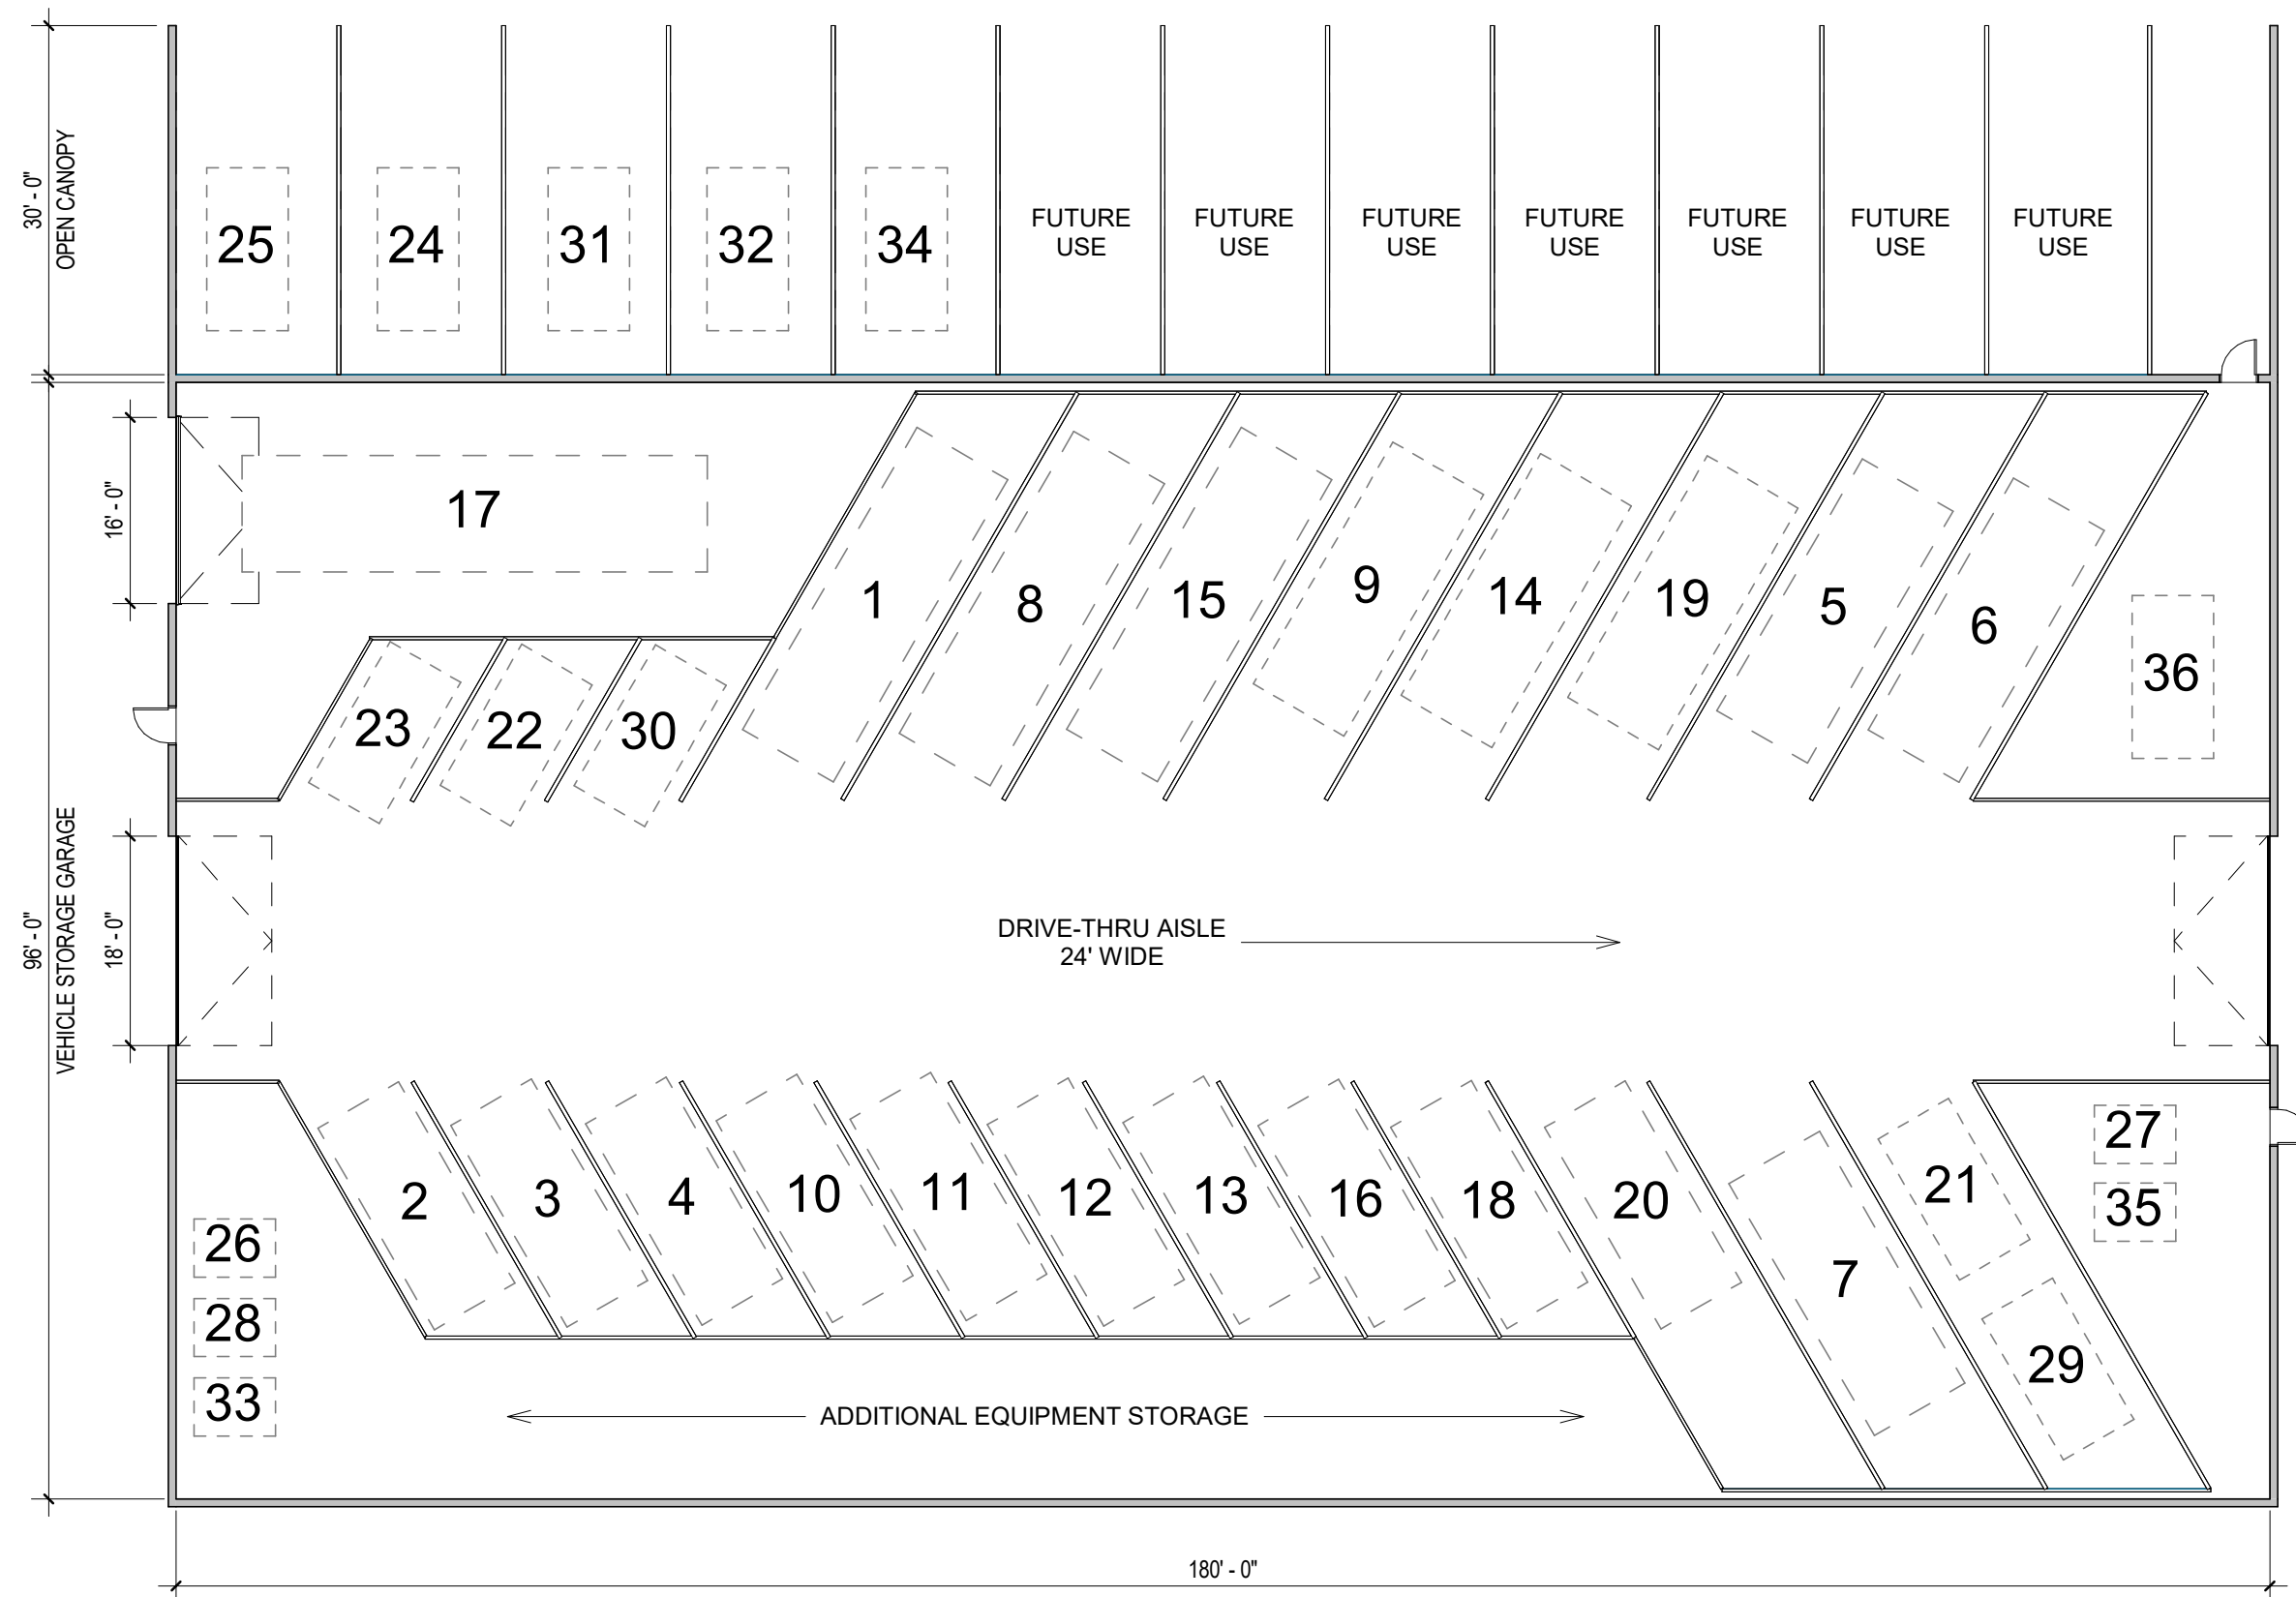 30' - 0"
OPEN CANOPY
25
24
31
32
34
FUTURE
USE
FUTURE
USE
FUTURE
USE
FUTURE
USE
FUTURE
USE
FUTURE
USE
FUTURE
USE
16' - 0"
17
1
8
15
9
14
19
5
6
36
23
22
30
96' - 0"
VEHICLE STORAGE GARAGE
18' - 0"
DRIVE-THRU AISLE
24' WIDE
2
3
4
10
11
12
13
16
18
20
7
21
29
27
35
26
28
33
ADDITIONAL EQUIPMENT STORAGE
180' - 0"